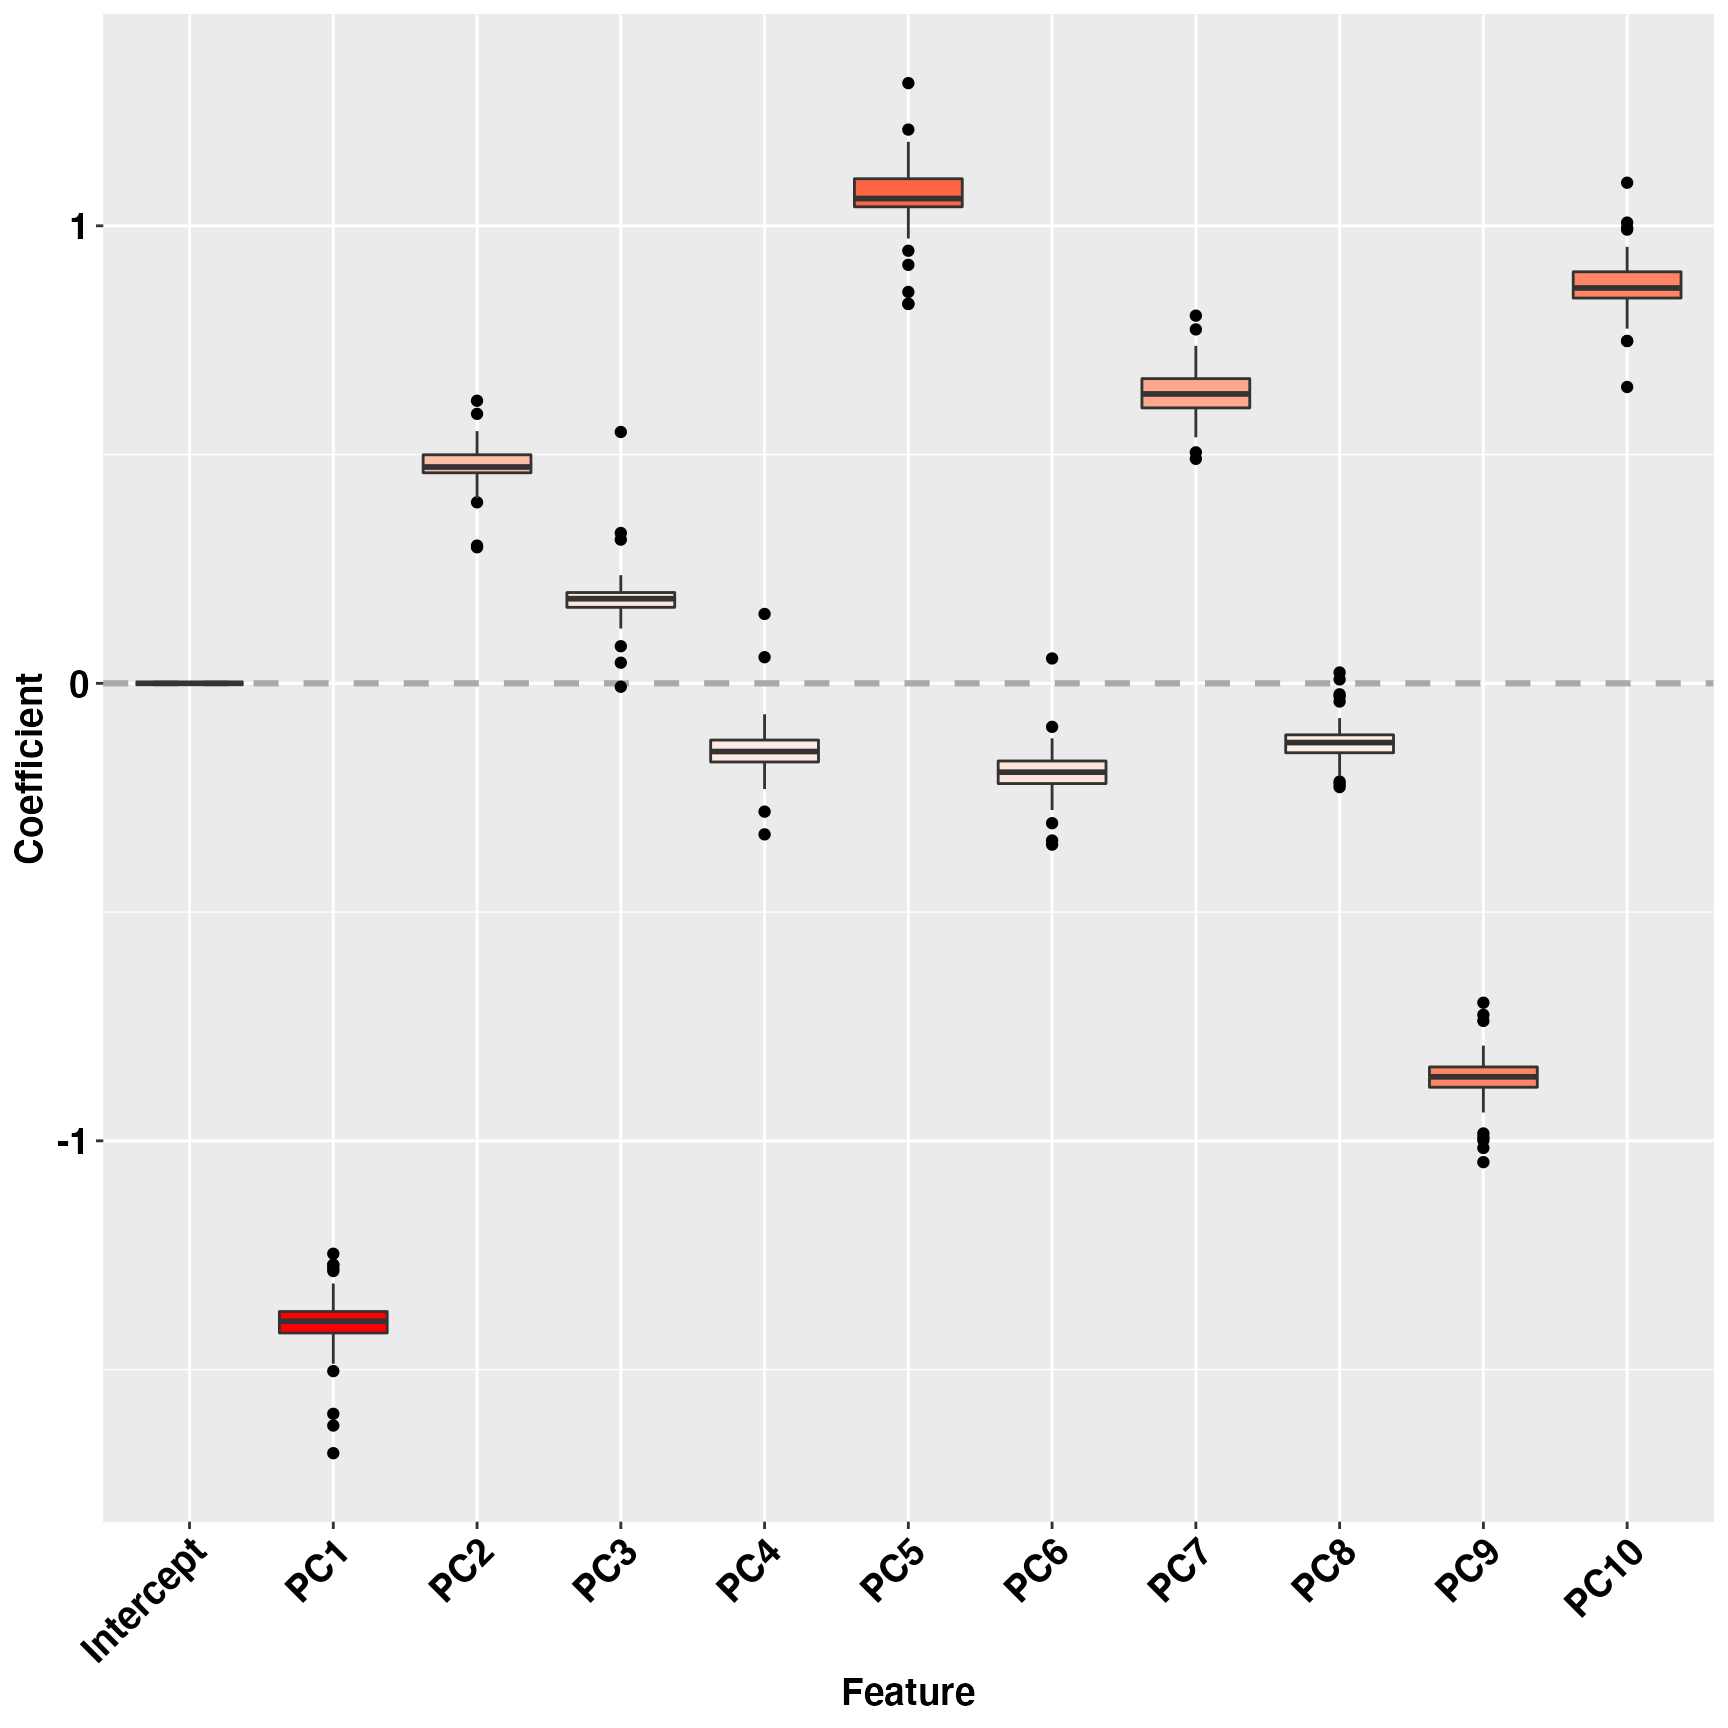 Coefficient
1
0
-1
Intercept
PC1
PC2
PC3
PC4
PC5
PC6
PC7
PC8
PC9
PC10
Feature